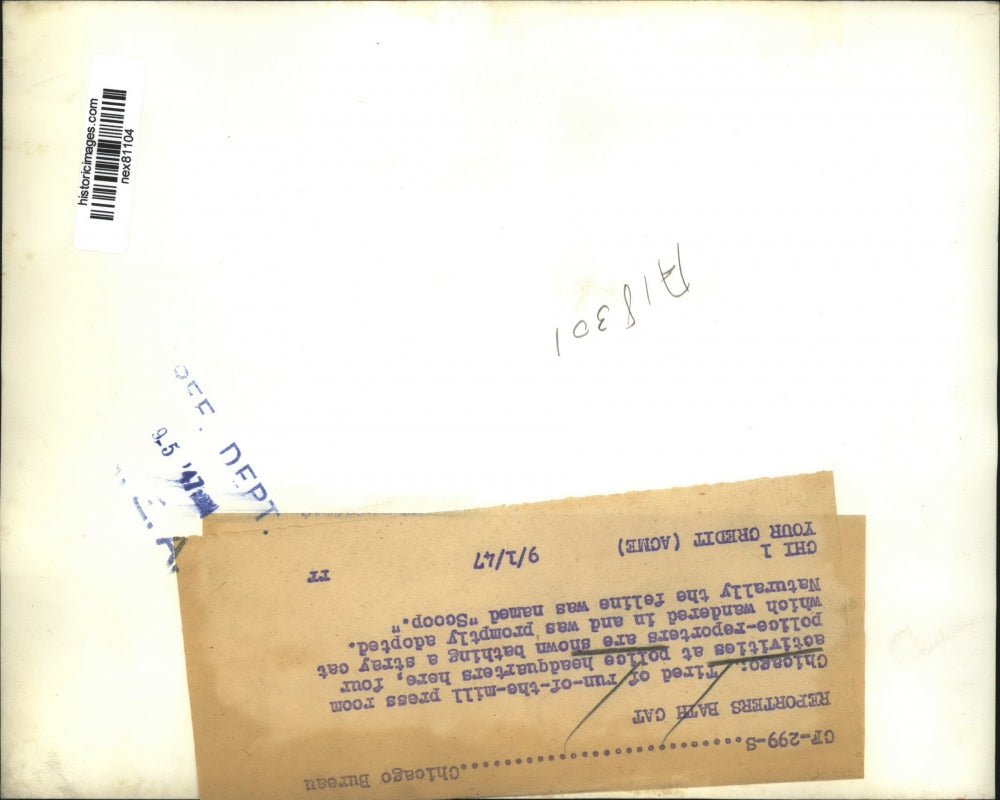 historicimages.com
nex81104
A18301
REF. DEPT.
9-5 '47
E.A
CF-299-S..............................Chicago Bureau
REPORTERS BATH CAT
Chicago: Tired of run-of-the-mill press room
activities at police headquarters here, four
police-reporters are shown bathing a stray cat
which wandered in and was promptly adopted.
Naturally the feline was named "Scoop."
CHI 1 9/1/47 rr
YOUR CREDIT (ACME)